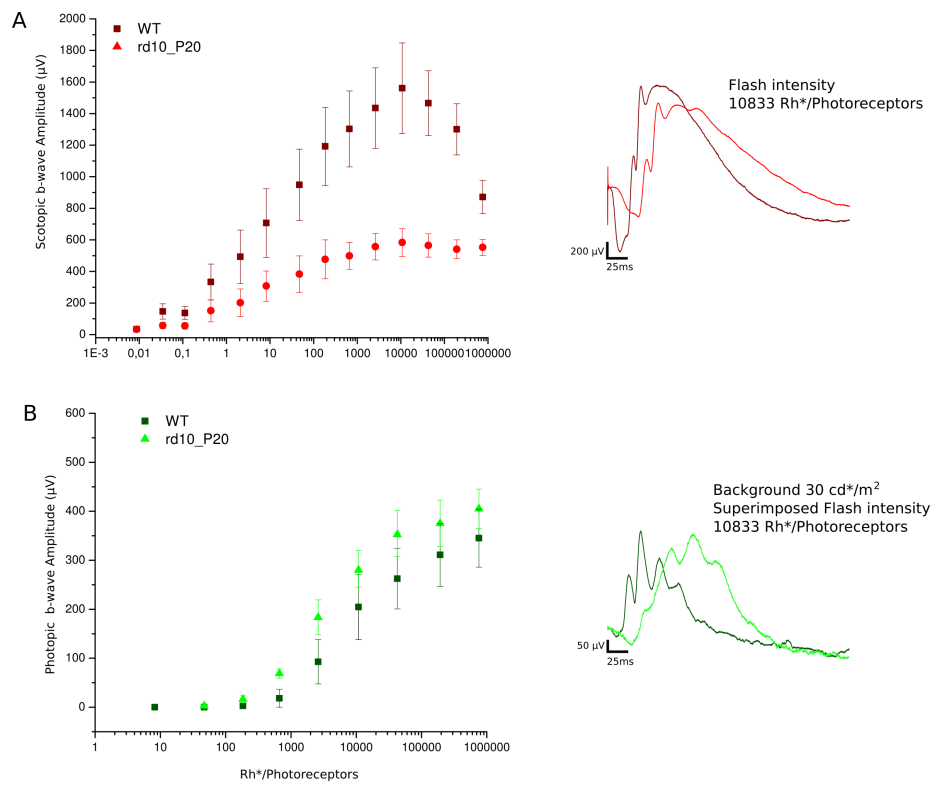 A
WT
rd10_P20
Scotopic b-wave Amplitude (µV)
2000
1800
1600
1400
1200
1000
800
600
400
200
0
1E-3 0,01 0,1 1 10 100 1000 10000 100000 1000000
Flash intensity
10833 Rh*/Photoreceptors
200 µV
25ms
B
WT
rd10_P20
Photopic b-wave Amplitude (µV)
600
500
400
300
200
100
0
1 10 100 1000 10000 100000 1000000
Rh*/Photoreceptors
Background 30 cd*/m²
Superimposed Flash intensity
10833 Rh*/Photoreceptors
50 µV
25ms